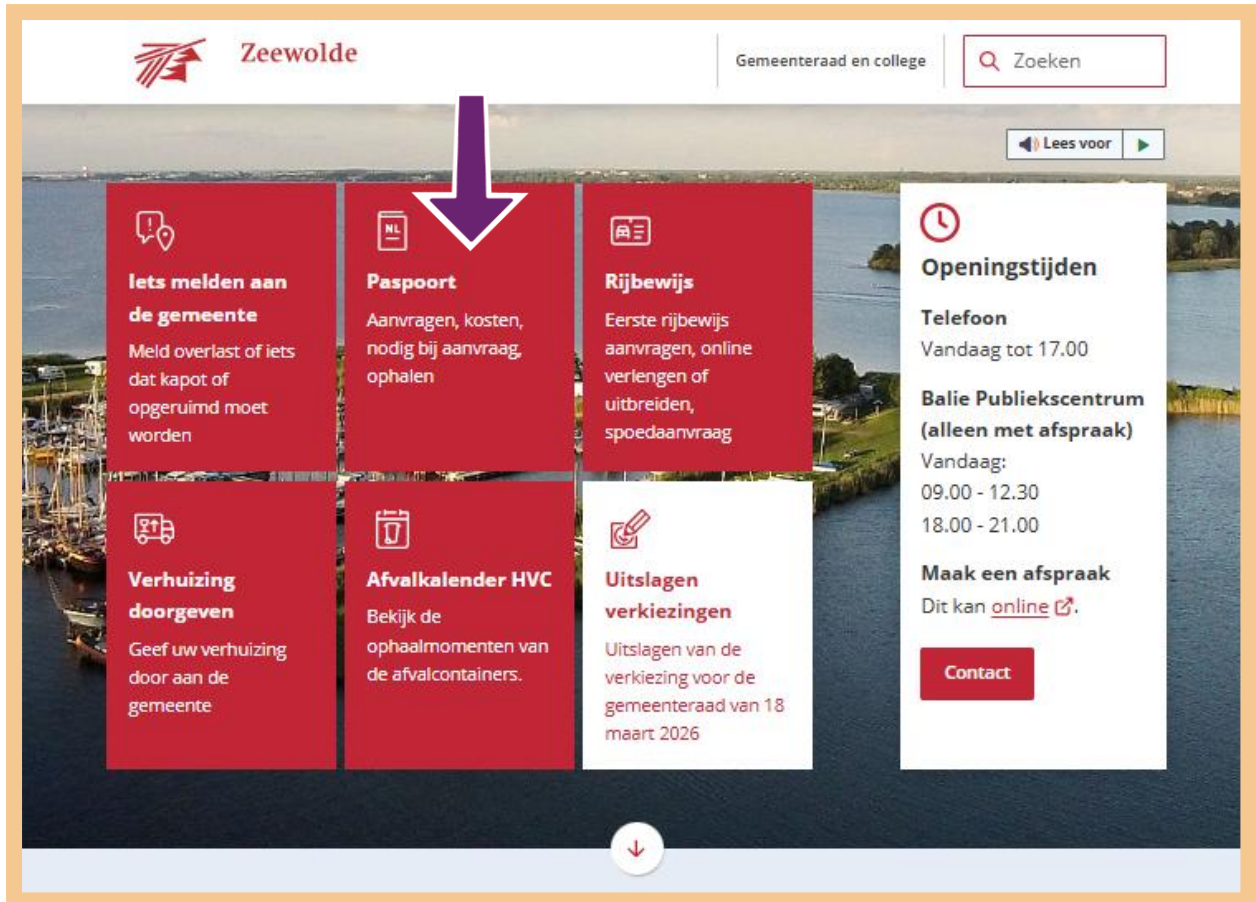 Zeewolde
Gemeenteraad en college
Zoeken
Lees voor
Iets melden aan
de gemeente
Meld overlast of iets
dat kapot of
opgeruimd moet
worden
NL
Paspoort
Aanvragen, kosten,
nodig bij aanvraag,
ophalen
Rijbewijs
Eerste rijbewijs
aanvragen, online
verlengen of
uitbreiden,
spoedaanvraag
Verhuizing
doorgeven
Geef uw verhuizing
door aan de
gemeente
Afvalkalender HVC
Bekijk de
ophaalmomenten van
de afvalcontainers.
Uitslagen
verkiezingen
Uitslagen van de
verkiezing voor de
gemeenteraad van 18
maart 2026
Openingstijden
Telefoon
Vandaag tot 17.00
Balie Publiekscentrum
(alleen met afspraak)
Vandaag:
09.00 - 12.30
18.00 - 21.00
Maak een afspraak
Dit kan online.
Contact